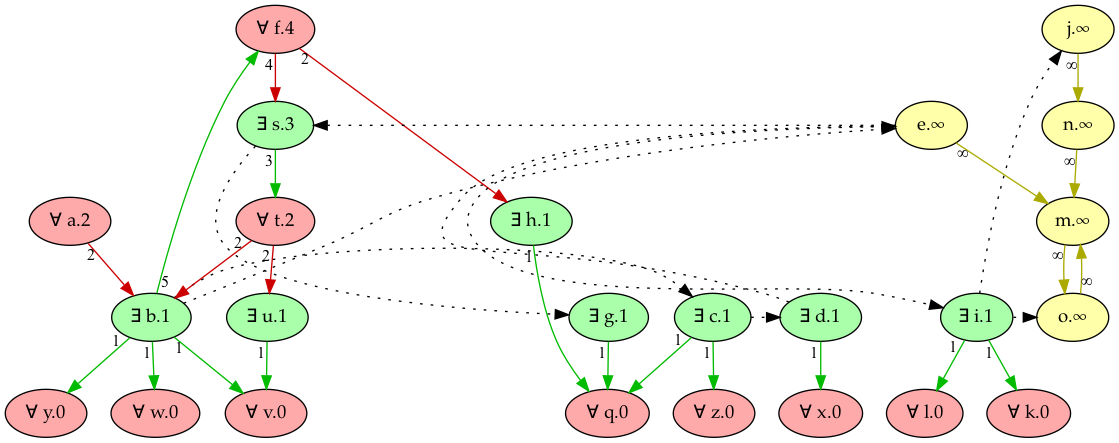 ∀ f.4
j.∞
4
2
∞
∃ s.3
e.∞
n.∞
3
∞
∞
∀ a.2
∀ t.2
∃ h.1
m.∞
2
2
2
1
∞
5
∞
∃ b.1
∃ u.1
∃ g.1
∃ c.1
∃ d.1
∃ i.1
o.∞
1
1
1
1
1
1
1
1
1
1
∀ y.0
∀ w.0
∀ v.0
∀ q.0
∀ z.0
∀ x.0
∀ l.0
∀ k.0